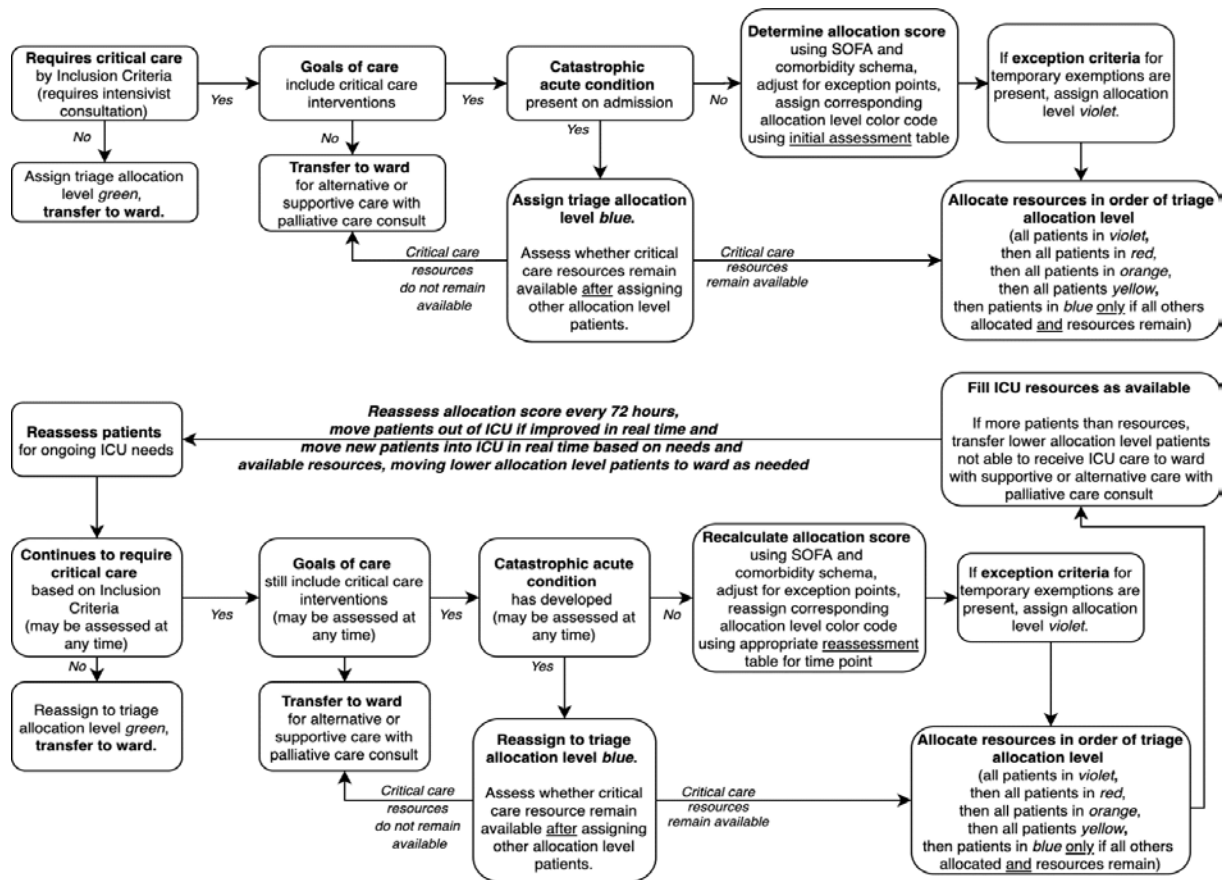 Requires critical care
by Inclusion Criteria
(requires intensivist
consultation)
Yes
No
Assign triage allocation
level green,
transfer to ward.
Goals of care
include critical care
interventions
Yes
No
Transfer to ward
for alternative or
supportive care with
palliative care consult
Catastrophic
acute condition
present on admission
No
Yes
Assign triage allocation
level blue.
Assess whether critical
care resources remain
available after assigning
other allocation level
patients.
Critical care
resources
do not remain
available
Critical care
resources
remain available
Determine allocation score
using SOFA and
comorbidity schema,
adjust for exception points,
assign corresponding
allocation level color code
using initial assessment table
If exception criteria for
temporary exemptions are
present, assign allocation
level violet.
Allocate resources in order of triage
allocation level
(all patients in violet,
then all patients in red,
then all patients in orange,
then all patients yellow,
then patients in blue only if all others
allocated and resources remain)
Fill ICU resources as available
If more patients than resources,
transfer lower allocation level patients
not able to receive ICU care to ward
with supportive or alternative care with
palliative care consult
Reassess allocation score every 72 hours,
move patients out of ICU if improved in real time and
move new patients into ICU in real time based on needs and
available resources, moving lower allocation level patients to ward as needed
Reassess patients
for ongoing ICU needs
Continues to require
critical care
based on Inclusion
Criteria
(may be assessed at
any time)
Yes
No
Reassign to triage
allocation level green,
transfer to ward.
Goals of care
still include critical care
interventions
(may be assessed at
any time)
Yes
Transfer to ward
for alternative or
supportive care with
palliative care consult
Catastrophic acute
condition
has developed
(may be assessed at
any time)
No
Yes
Reassign to triage
allocation level blue.
Assess whether critical
care resource remain
available after assigning
other allocation level
patients.
Critical care
resources
do not remain
available
Critical care
resources
remain available
Recalculate allocation score
using SOFA and
comorbidity schema,
adjust for exception points,
reassign corresponding
allocation level color code
using appropriate reassessment
table for time point
If exception criteria for
temporary exemptions are
present, assign allocation
level violet.
Allocate resources in order of triage
allocation level
(all patients in violet,
then all patients in red,
then all patients in orange,
then all patients yellow,
then patients in blue only if all others
allocated and resources remain)